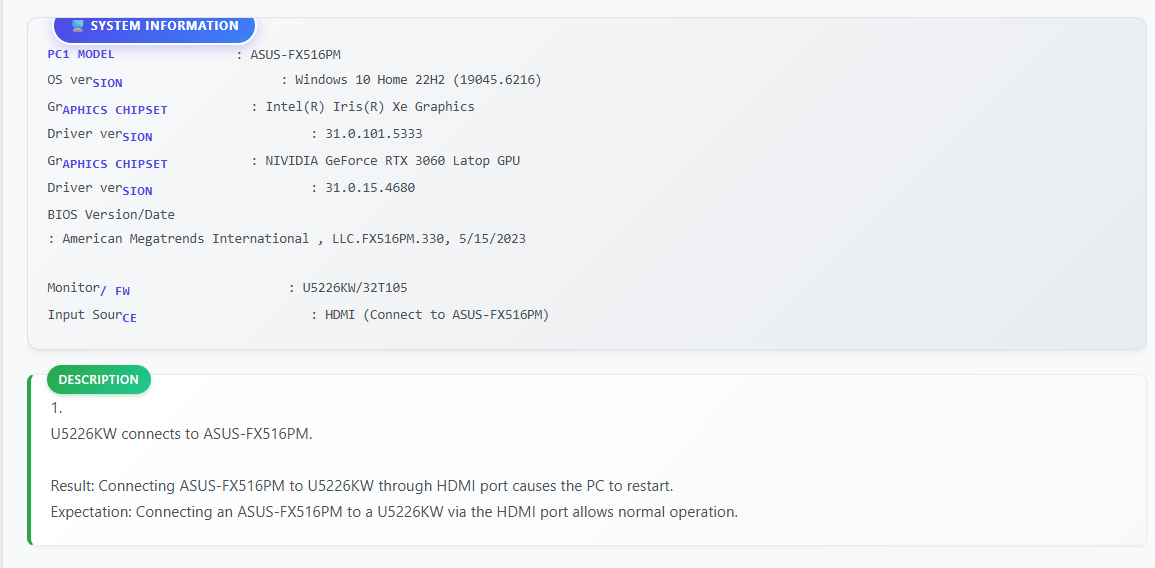 SYSTEM INFORMATION
PC1 MODEL : ASUS-FX516PM
OS verSION : Windows 10 Home 22H2 (19045.6216)
GrAPHICS CHIPSET : Intel(R) Iris(R) Xe Graphics
Driver verSION : 31.0.101.5333
GrAPHICS CHIPSET : NIVIDIA GeForce RTX 3060 Latop GPU
Driver verSION : 31.0.15.4680
BIOS Version/Date
: American Megatrends International , LLC.FX516PM.330, 5/15/2023
Monitor/ FW : U5226KW/32T105
Input SourCE : HDMI (Connect to ASUS-FX516PM)
DESCRIPTION
1.
U5226KW connects to ASUS-FX516PM.
Result: Connecting ASUS-FX516PM to U5226KW through HDMI port causes the PC to restart.
Expectation: Connecting an ASUS-FX516PM to a U5226KW via the HDMI port allows normal operation.